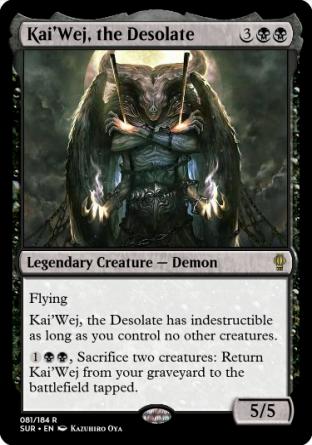 Kai'Wej, the Desolate 3
Legendary Creature — Demon
Flying
Kai'Wej, the Desolate has indestructible
as long as you control no other creatures.
1, Sacrifice two creatures: Return
Kai'Wej from your graveyard to the
battlefield tapped.
081/184 R
SUR • EN Kazuhiro Oya
5/5